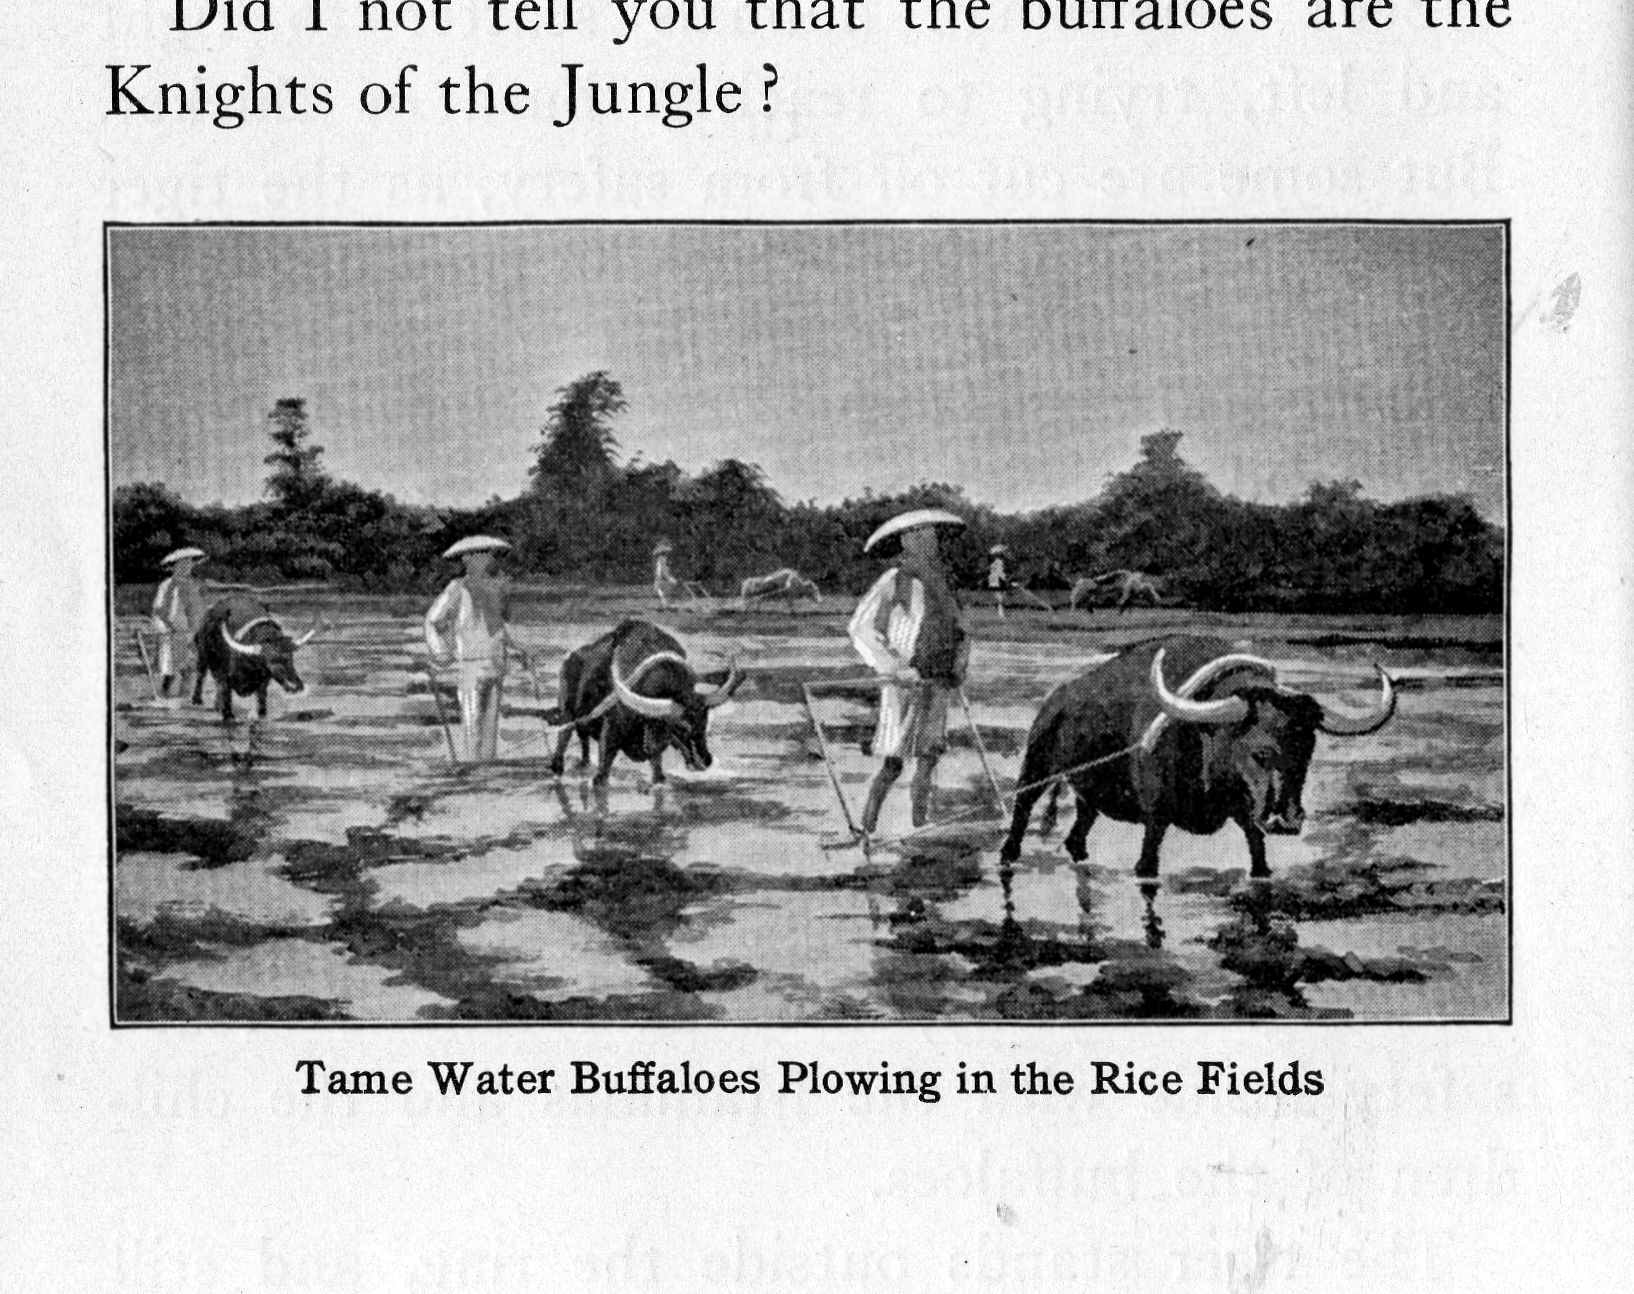 Did I not tell you that the buffaloes are the
Knights of the Jungle ?
Tame Water Buffaloes Plowing in the Rice Fields